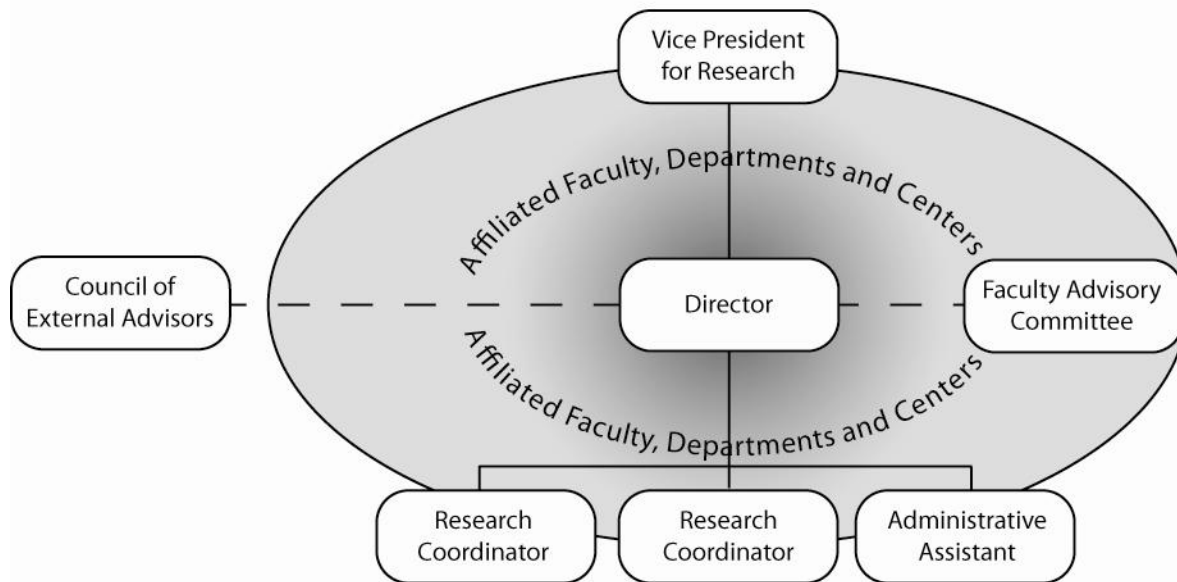 Vice President
for Research
Affiliated Faculty, Departments and Centers
Council of
External Advisors
Director
Faculty Advisory
Committee
Affiliated Faculty, Departments and Centers
Research
Coordinator
Research
Coordinator
Administrative
Assistant